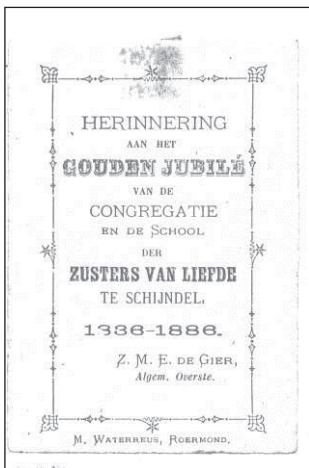 HERINNERING
AAN HET
GOUDEN JUBILÉ
VAN DE
CONGREGATIE
EN DE SCHOOL
DER
ZUSTERS VAN LIEFDE
TE SCHIJNDEL,
1336–1886.
Z. M. E. DE GIER,
Algem. Overste.
M. WATERREUS, ROERMOND.